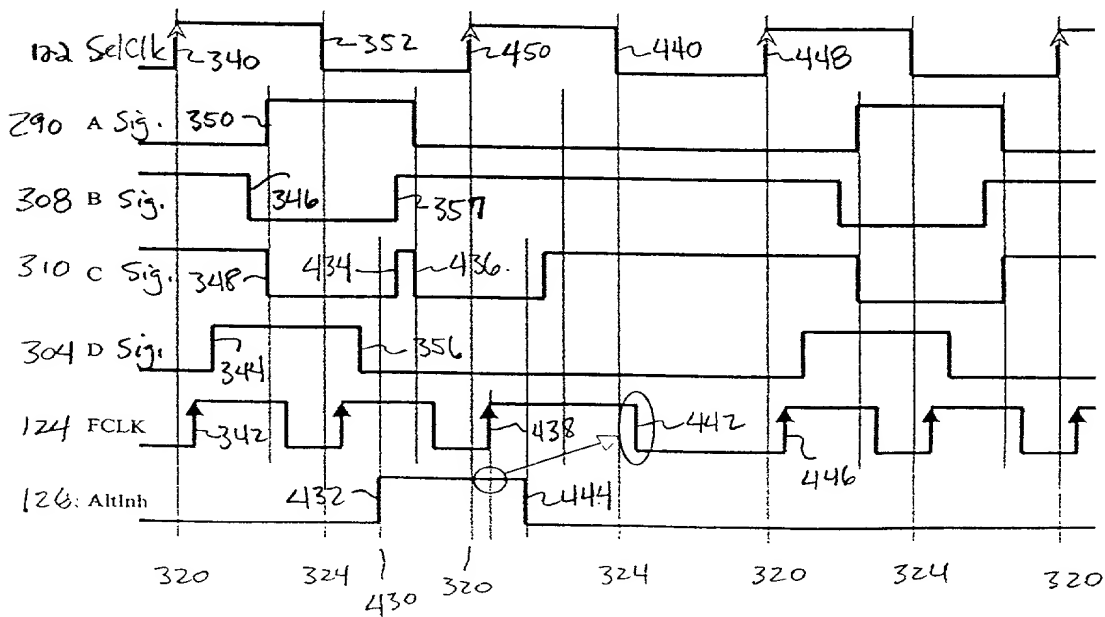 122 SelClk 340 352 450 440 448
290 A Sig. 350
308 B Sig. 346 357
310 C Sig. 348 434 436.
304 D Sig. 344 356
124 FCLK 342 438 442 446
126: AltInh 432 444
320 324 430 320 324 320 324 320